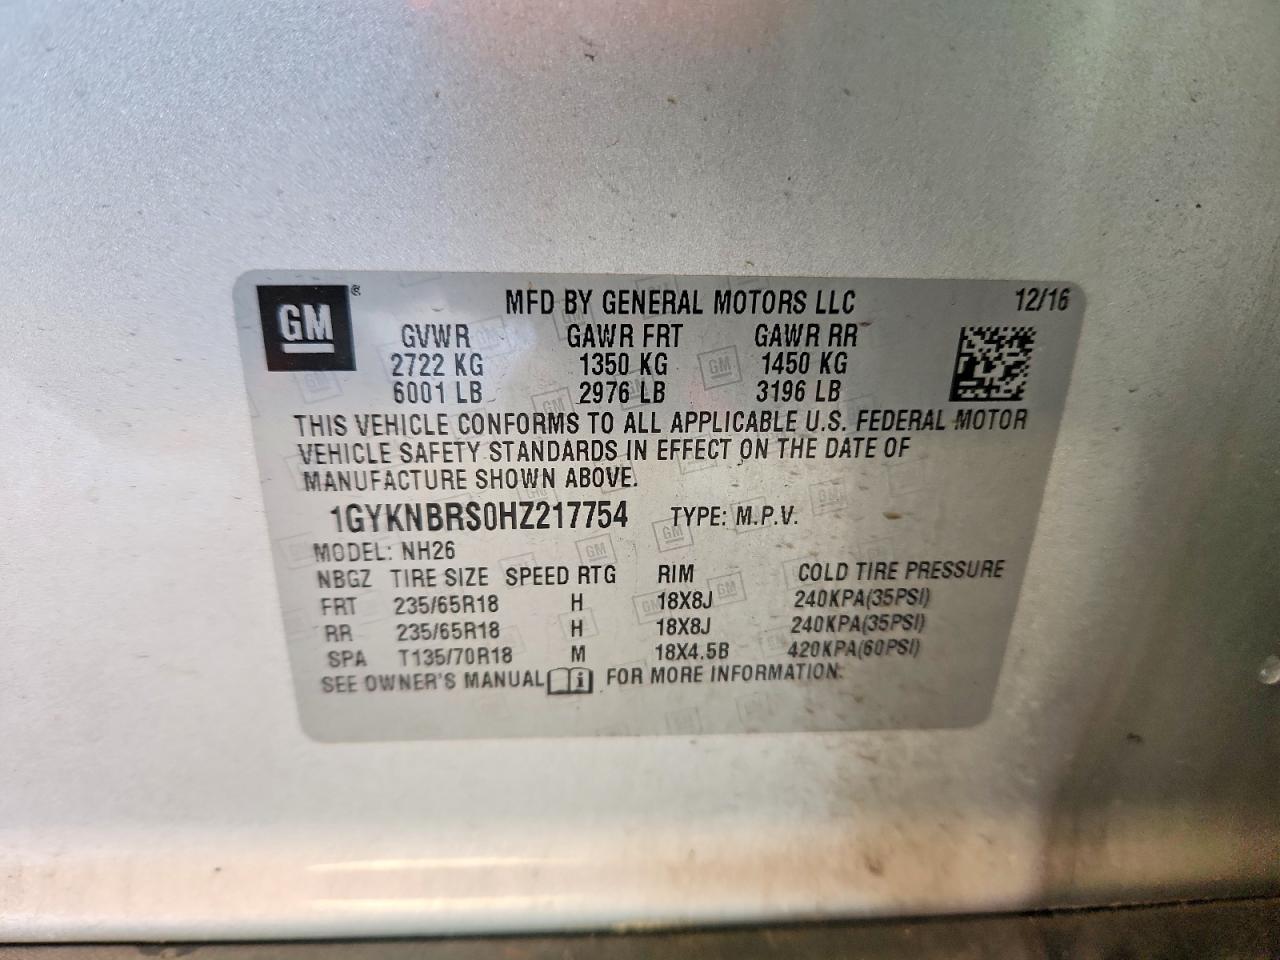 GM®
MFD BY GENERAL MOTORS LLC 12/16
GVWR GAWR FRT GAWR RR
2722 KG 1350 KG 1450 KG
6001 LB 2976 LB 3196 LB
THIS VEHICLE CONFORMS TO ALL APPLICABLE U.S. FEDERAL MOTOR
VEHICLE SAFETY STANDARDS IN EFFECT ON THE DATE OF
MANUFACTURE SHOWN ABOVE.
1GYKNBRS0HZ217754 TYPE: M.P.V.
MODEL: NH26
NBGZ TIRE SIZE SPEED RTG RIM COLD TIRE PRESSURE
FRT 235/65R18 H 18X8J 240KPA(35PSI)
RR 235/65R18 H 18X8J 240KPA(35PSI)
SPA T135/70R18 M 18X4.5B 420KPA(60PSI)
SEE OWNER'S MANUAL i FOR MORE INFORMATION.